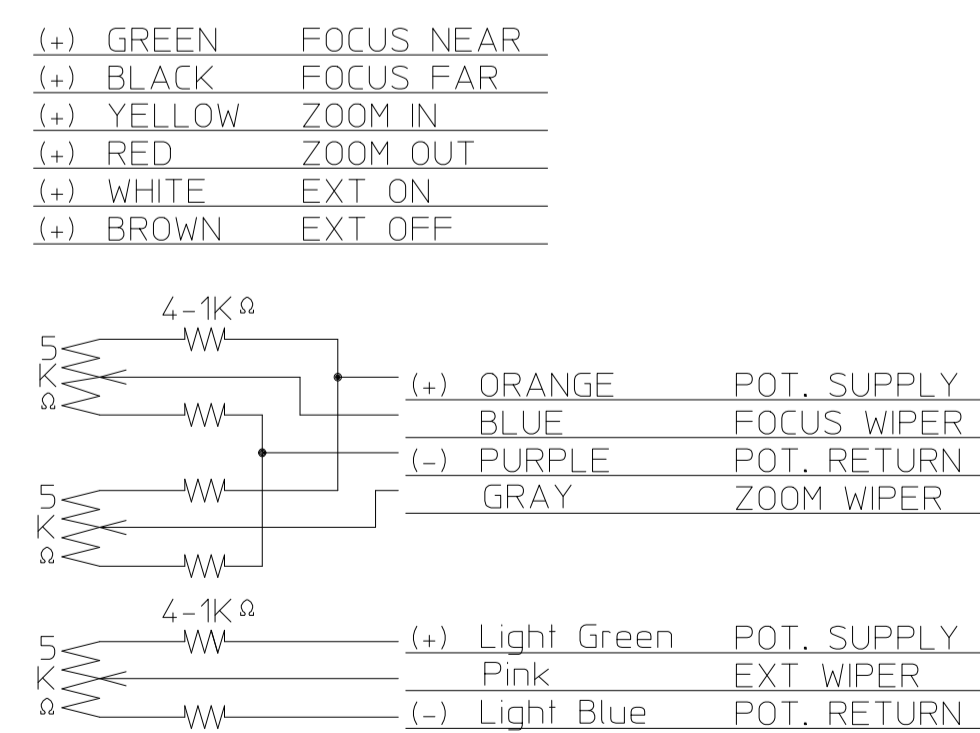 (+) GREEN FOCUS NEAR
(+) BLACK FOCUS FAR
(+) YELLOW ZOOM IN
(+) RED ZOOM OUT
(+) WHITE EXT ON
(+) BROWN EXT OFF
4-1KΩ
5
K
Ω
(+) ORANGE POT. SUPPLY
BLUE FOCUS WIPER
(-) PURPLE POT. RETURN
5
K
Ω
GRAY ZOOM WIPER
4-1KΩ
5
K
Ω
(+) Light Green POT. SUPPLY
Pink EXT WIPER
(-) Light Blue POT. RETURN